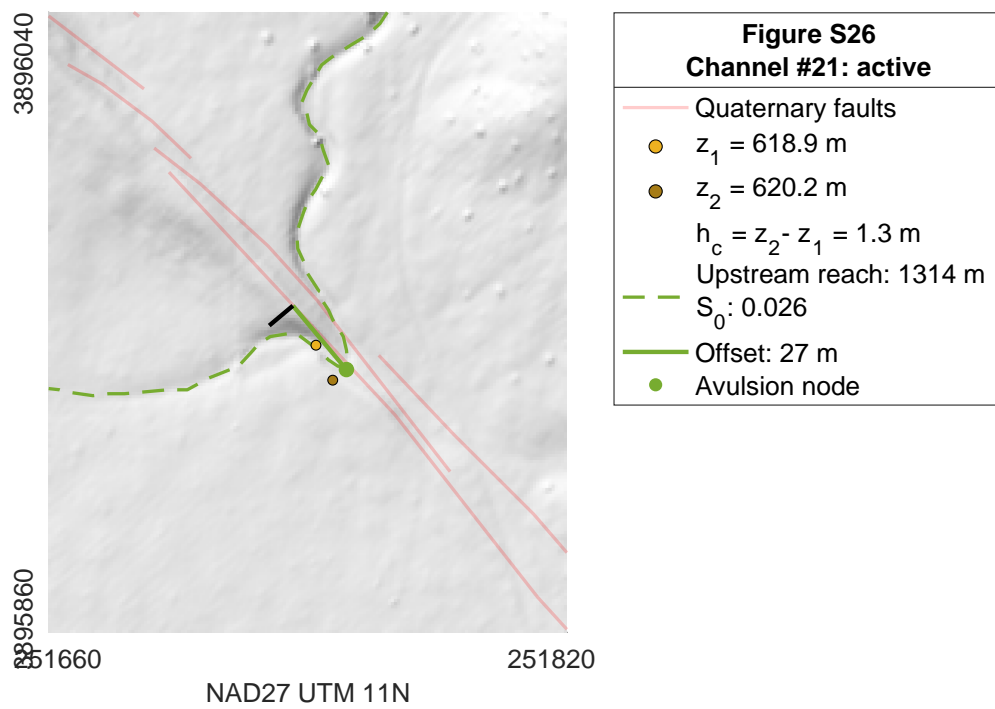 3896040
3895860
251660
251820
NAD27 UTM 11N
Figure S26
Channel #21: active
Quaternary faults
z1 = 618.9 m
z2 = 620.2 m
hc = z2- z1 = 1.3 m
Upstream reach: 1314 m
S0: 0.026
Offset: 27 m
Avulsion node